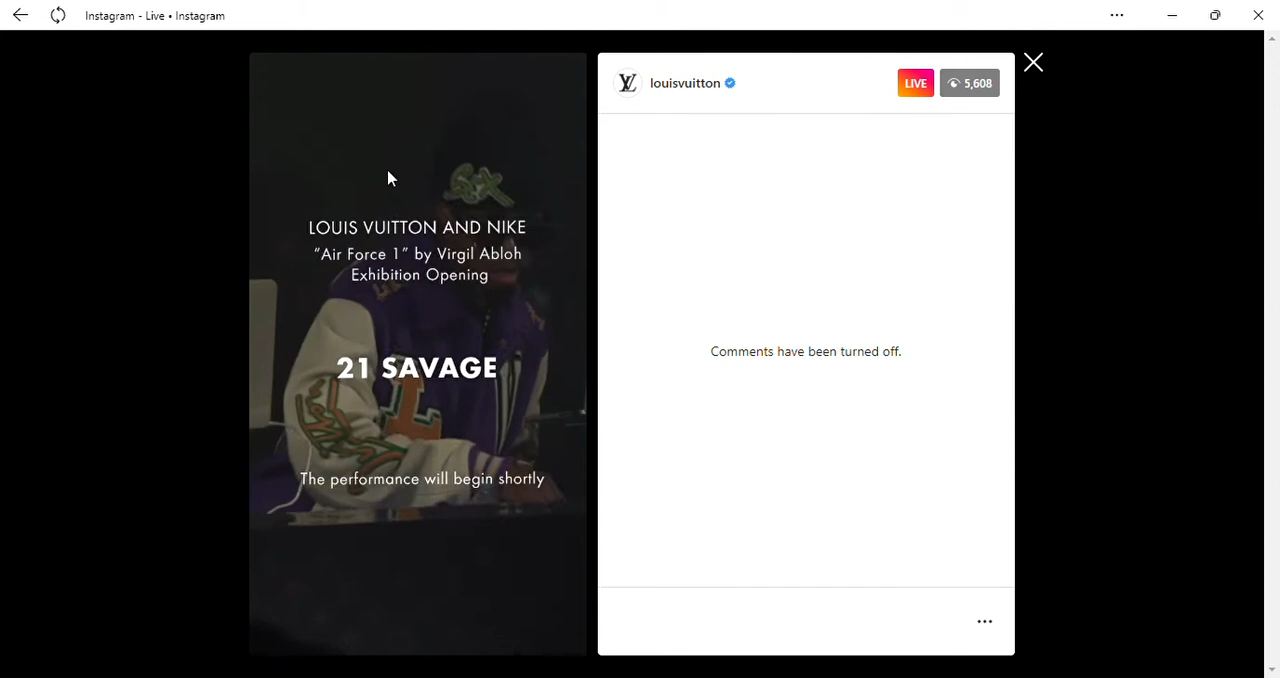 Instagram - Live • Instagram
LOUIS VUITTON AND NIKE
“Air Force 1” by Virgil Abloh
Exhibition Opening
21 SAVAGE
The performance will begin shortly
louisvuitton
LIVE
5,608
Comments have been turned off.